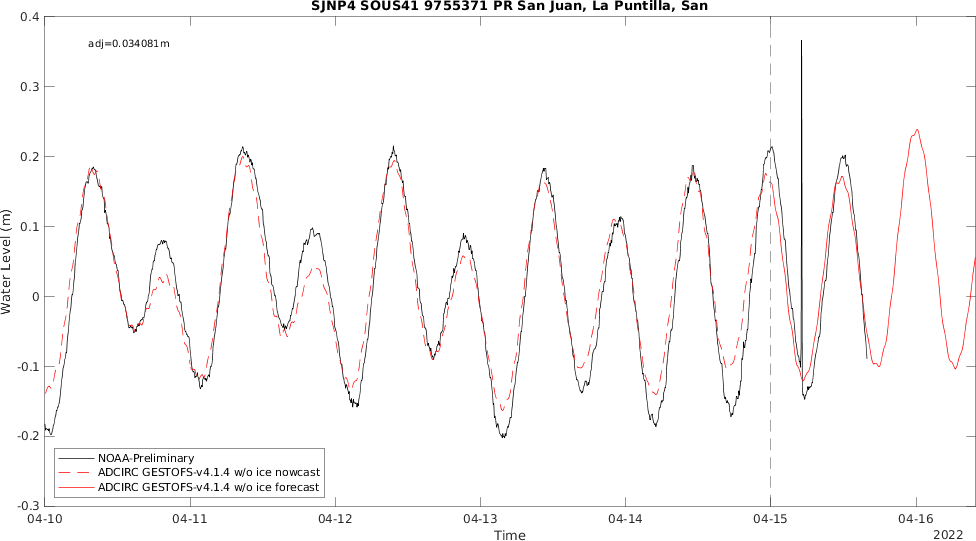 SJNP4 SOUS41 9755371 PR San Juan, La Puntilla, San
adj=0.034081m
0.4
0.3
0.2
0.1
0
-0.1
-0.2
-0.3
Water Level (m)
NOAA-Preliminary
ADCIRC GESTOFS-v4.1.4 w/o ice nowcast
ADCIRC GESTOFS-v4.1.4 w/o ice forecast
04-10 04-11 04-12 04-13 04-14 04-15 04-16
Time
2022